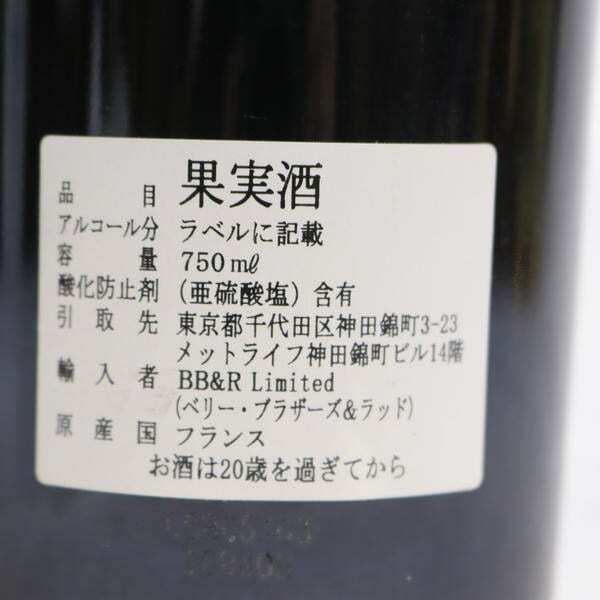 品目 果実酒
アルコール分 ラベルに記載
容量 750mℓ
酸化防止剤 (亜硫酸塩) 含有
引取先 東京都千代田区神田錦町3-23
メットライフ神田錦町ビル14階
輸入者 BB&R Limited
(ベリー・ブラザーズ&ラッド)
原産国 フランス
お酒は20歳を過ぎてから